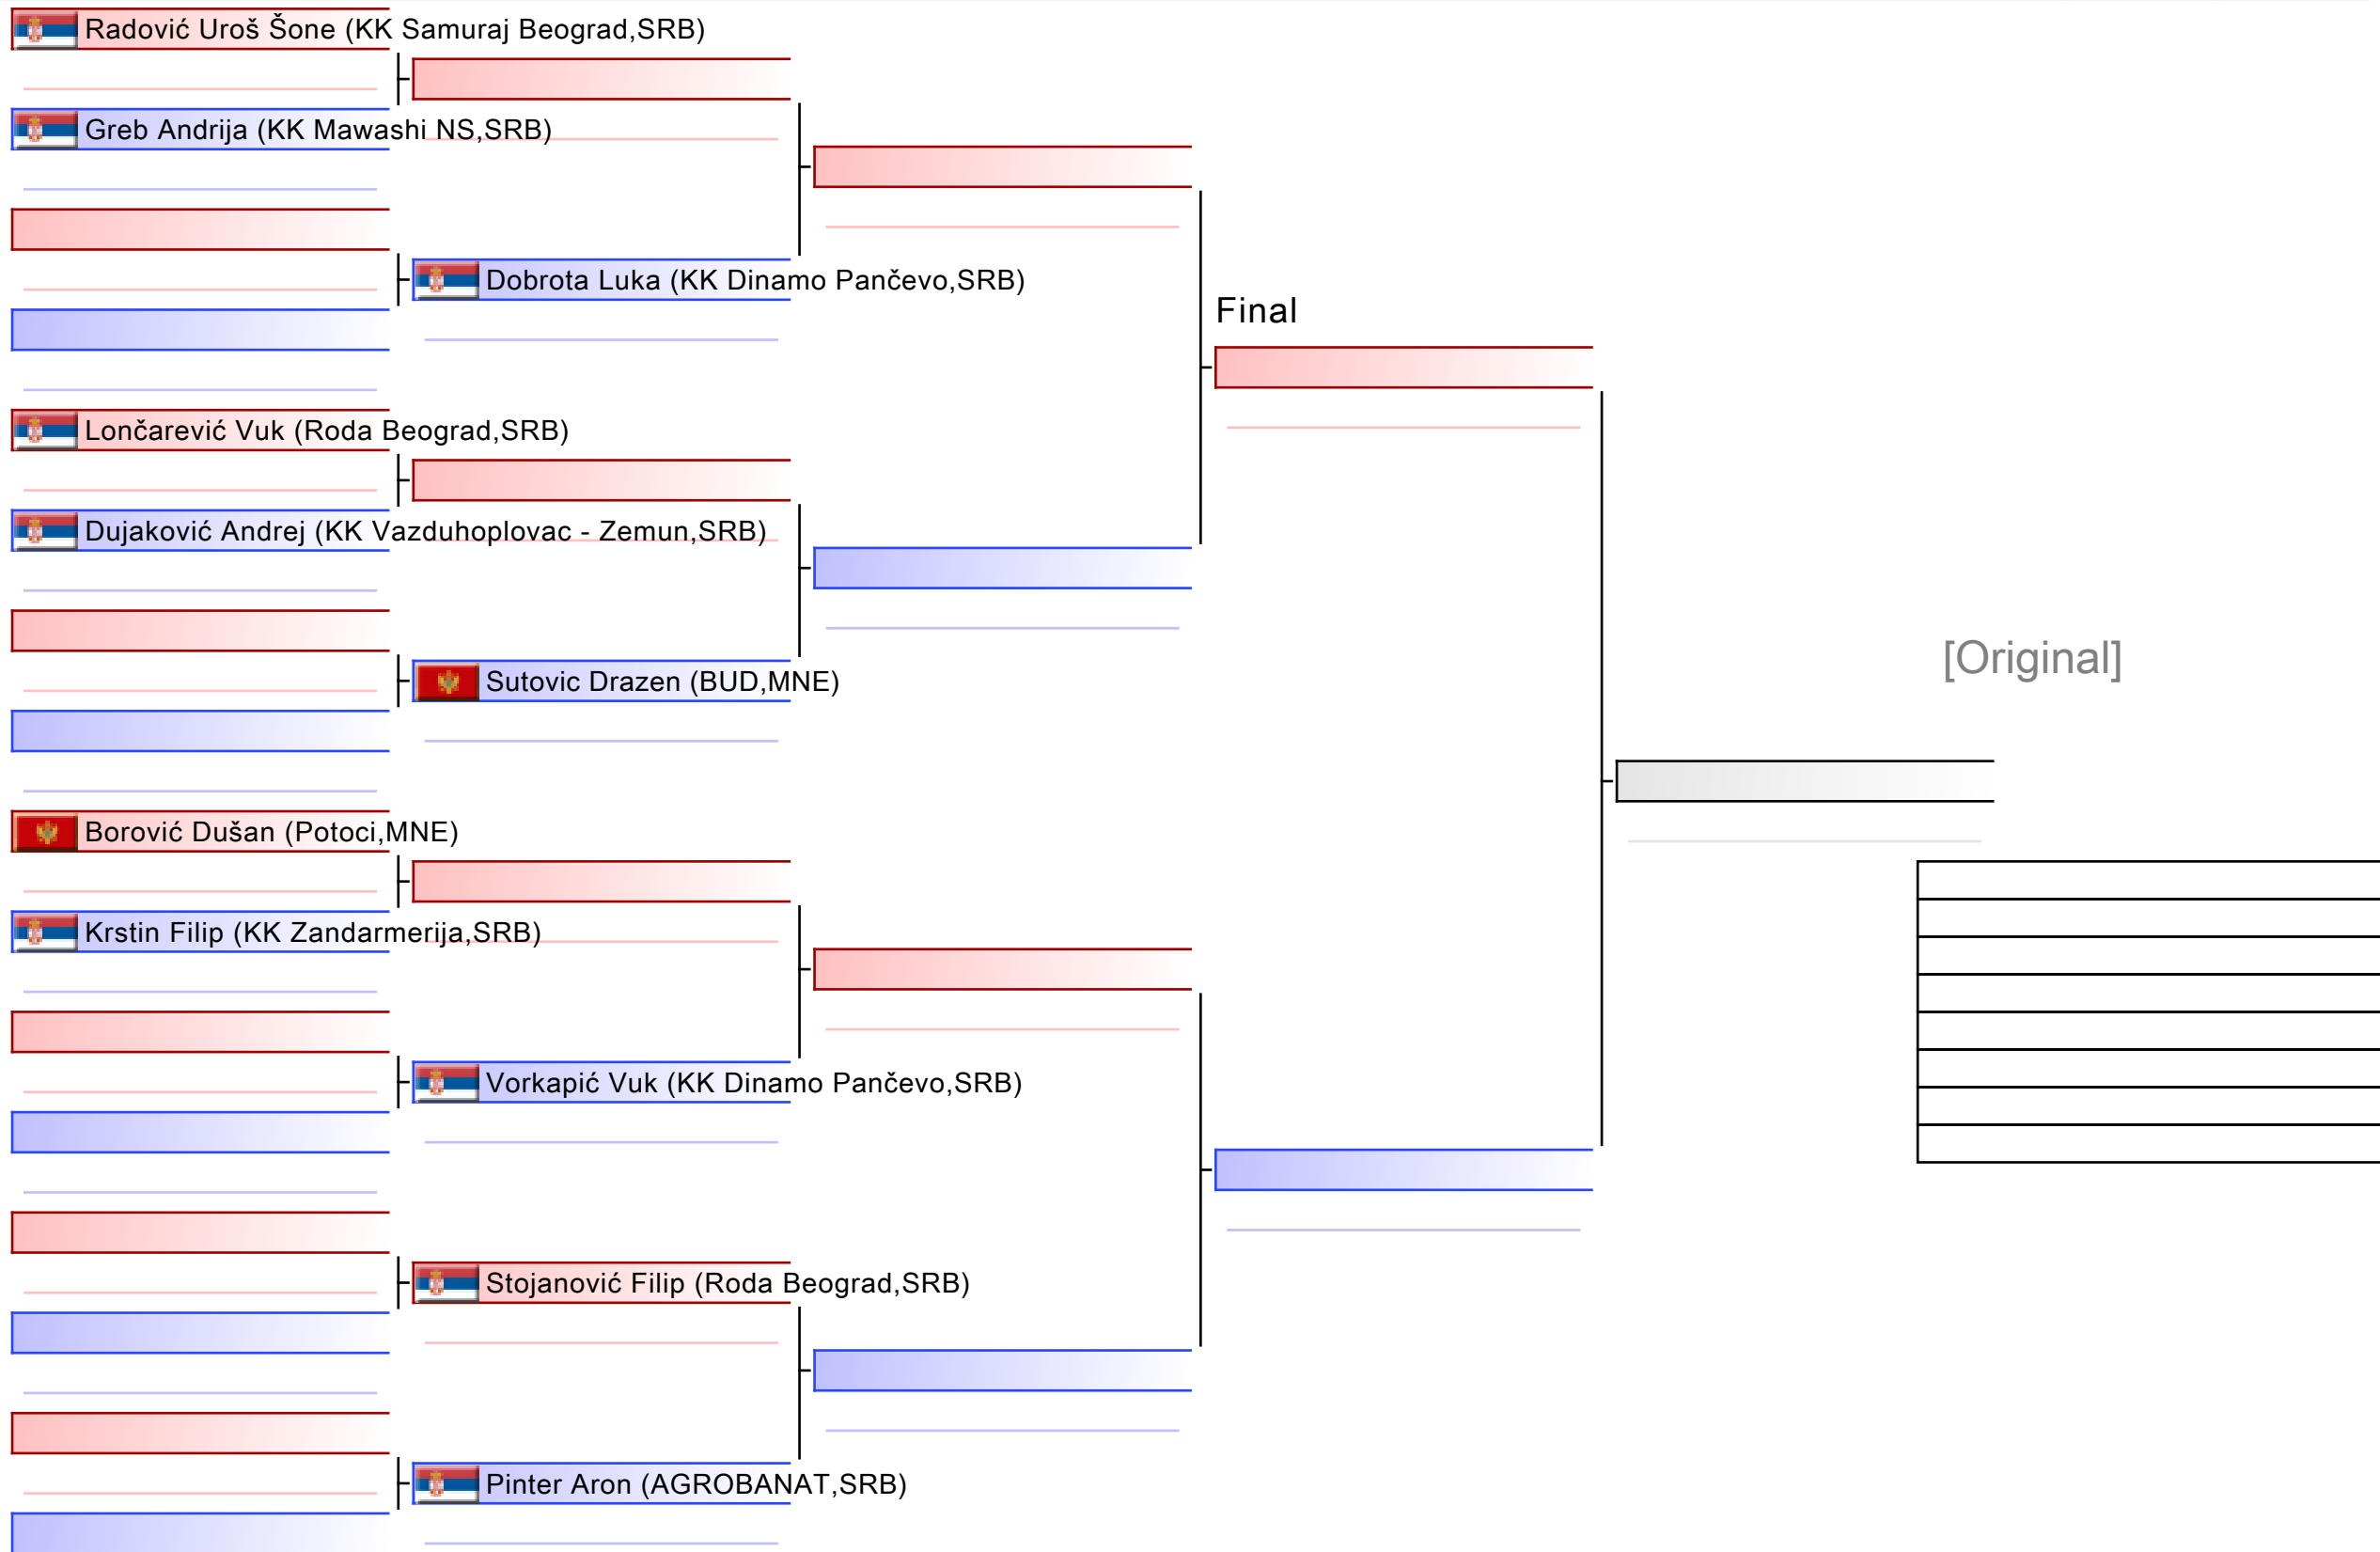 Radović Uroš Šone (KK Samuraj Beograd,SRB)
Greb Andrija (KK Mawashi NS,SRB)
Dobrota Luka (KK Dinamo Pančevo,SRB)
Final
Lončarević Vuk (Roda Beograd,SRB)
Dujaković Andrej (KK Vazduhoplovac - Zemun,SRB)
[Original]
Sutovic Drazen (BUD,MNE)
Borović Dušan (Potoci,MNE)
Krstin Filip (KK Zandarmerija,SRB)
Vorkapić Vuk (KK Dinamo Pančevo,SRB)
Stojanović Filip (Roda Beograd,SRB)
Pinter Aron (AGROBANAT,SRB)